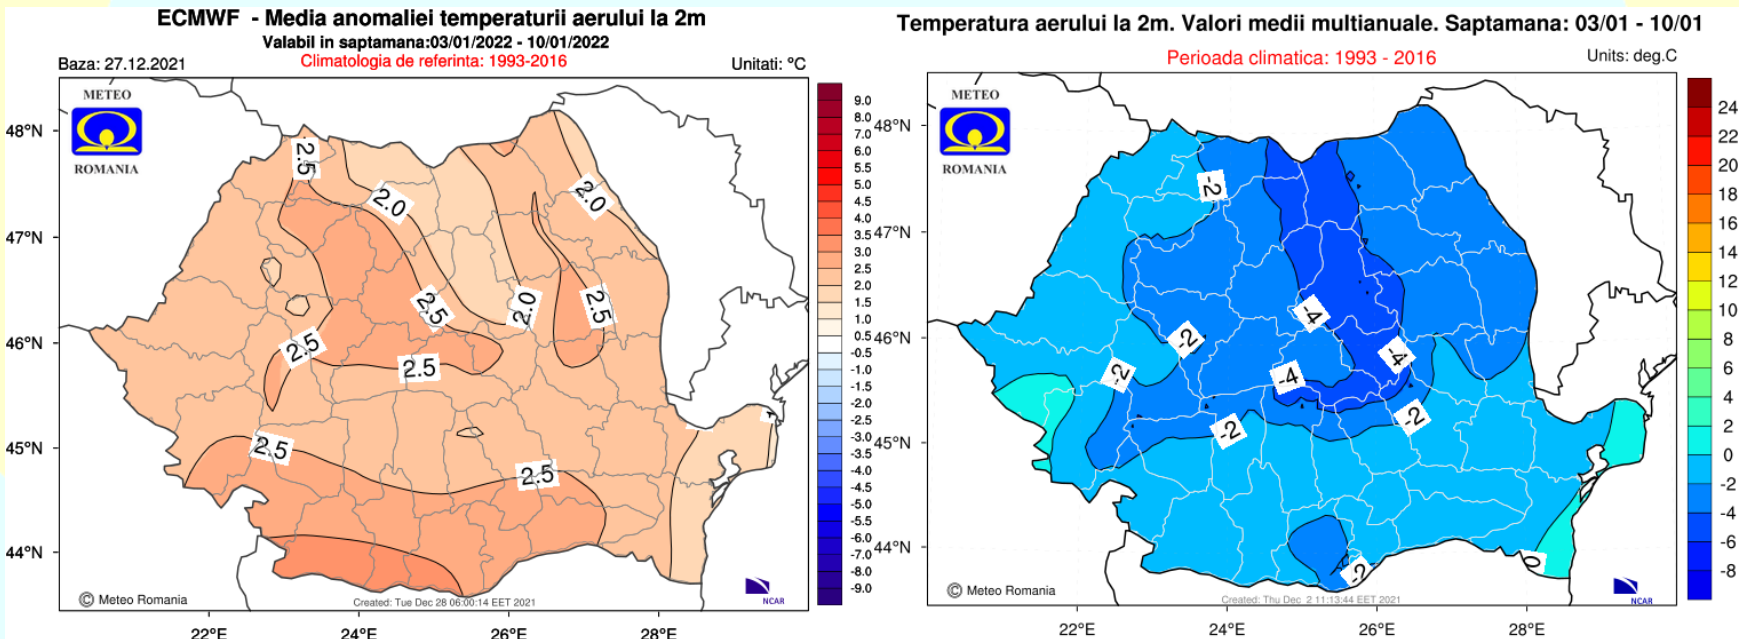 ECMWF - Media anomaliei temperaturii aerului la 2m
Valabil in saptamana:03/01/2022 - 10/01/2022
Climatologia de referinta: 1993-2016
Baza: 27.12.2021
Unitati: ºC
METEO
ROMANIA
48°N
47°N
46°N
45°N
44°N
2.5
2.0
2.0
2.5
2.0
2.5
2.5
2.5
2.5
2.5
9.0
8.0
7.0
6.0
5.5
5.0
4.5
4.0
3.5
3.0
2.5
2.0
1.5
1.0
0.5
-0.5
-1.0
-1.5
-2.0
-2.5
-3.0
-3.5
-4.0
-4.5
-5.0
-5.5
-6.0
-7.0
-8.0
-9.0
© Meteo Romania
Created: Tue Dec 28 06:00:14 EET 2021
NCAR
22°E
24°E
26°E
28°E
Temperatura aerului la 2m. Valori medii multianuale. Saptamana: 03/01 - 10/01
Perioada climatica: 1993 - 2016
Units: deg.C
METEO
ROMANIA
48°N
47°N
46°N
45°N
44°N
-2
-4
-2
-4
-2
-4
-2
-2
0
-2
24
22
20
18
16
14
12
10
8
6
4
2
0
-2
-4
-6
-8
© Meteo Romania
Created: Thu Dec 2 11:13:44 EET 2021
NCAR
22°E
24°E
26°E
28°E